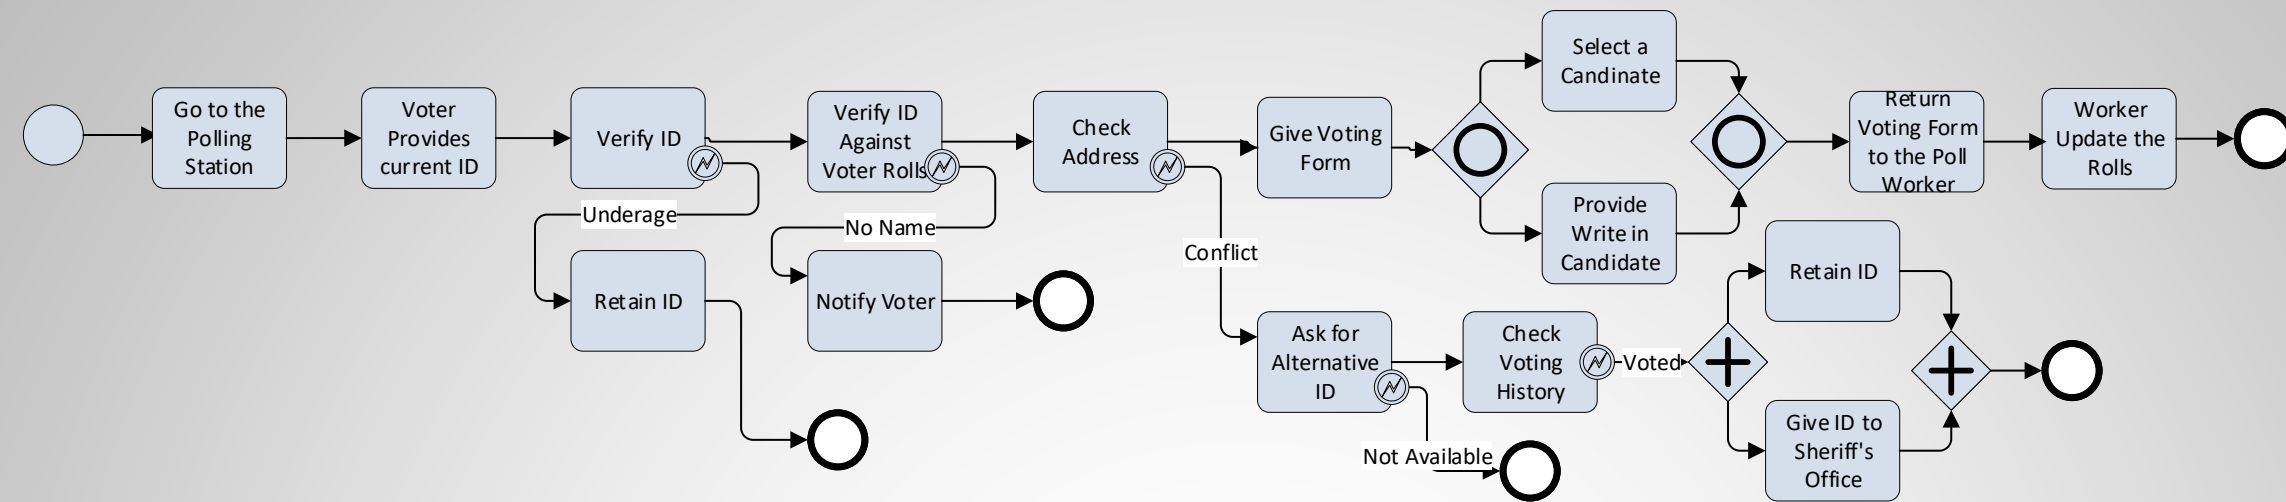 Go to the
Polling
Station
Voter
Provides
current ID
Verify ID
Verify ID
Against
Voter Rolls
Check
Address
Give Voting
Form
Select a
Candinate
Provide
Write in
Candidate
Return
Voting Form
to the Poll
Worker
Worker
Update the
Rolls
Underage
No Name
Conflict
Retain ID
Notify Voter
Ask for
Alternative
ID
Check
Voting
History
Voted
Retain ID
Give ID to
Sheriff's
Office
Not Available